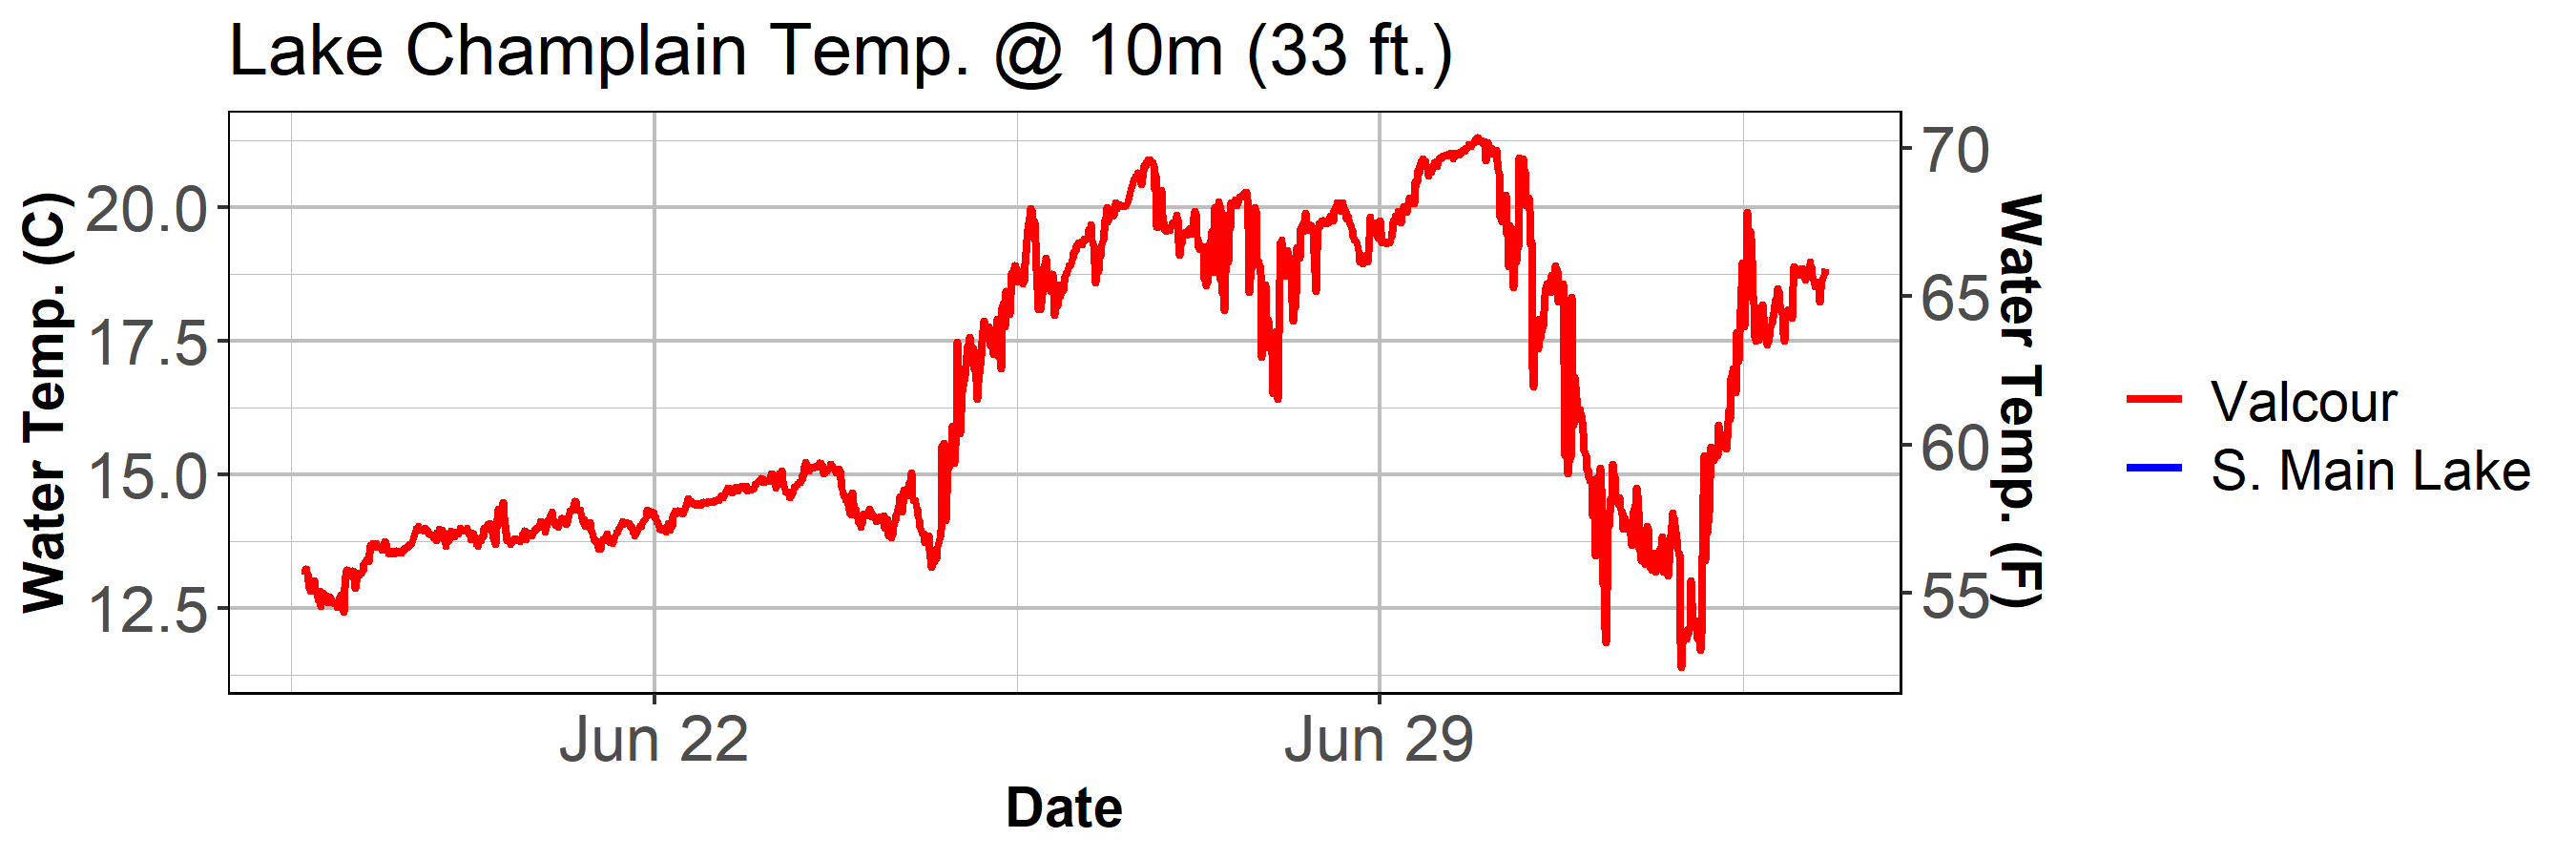 Lake Champlain Temp. @ 10m (33 ft.)
Water Temp. (C)
20.0
17.5
15.0
12.5
70
65
60
55
Water Temp. (F)
Jun 22
Jun 29
Date
Valcour
S. Main Lake